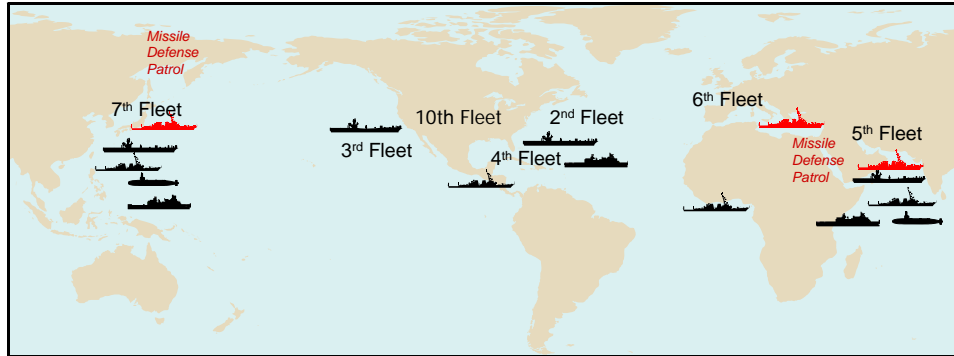 Missile
Defense
Patrol
7th Fleet
10th Fleet
2nd Fleet
3rd Fleet
4th Fleet
6th Fleet
5th Fleet
Missile
Defense
Patrol